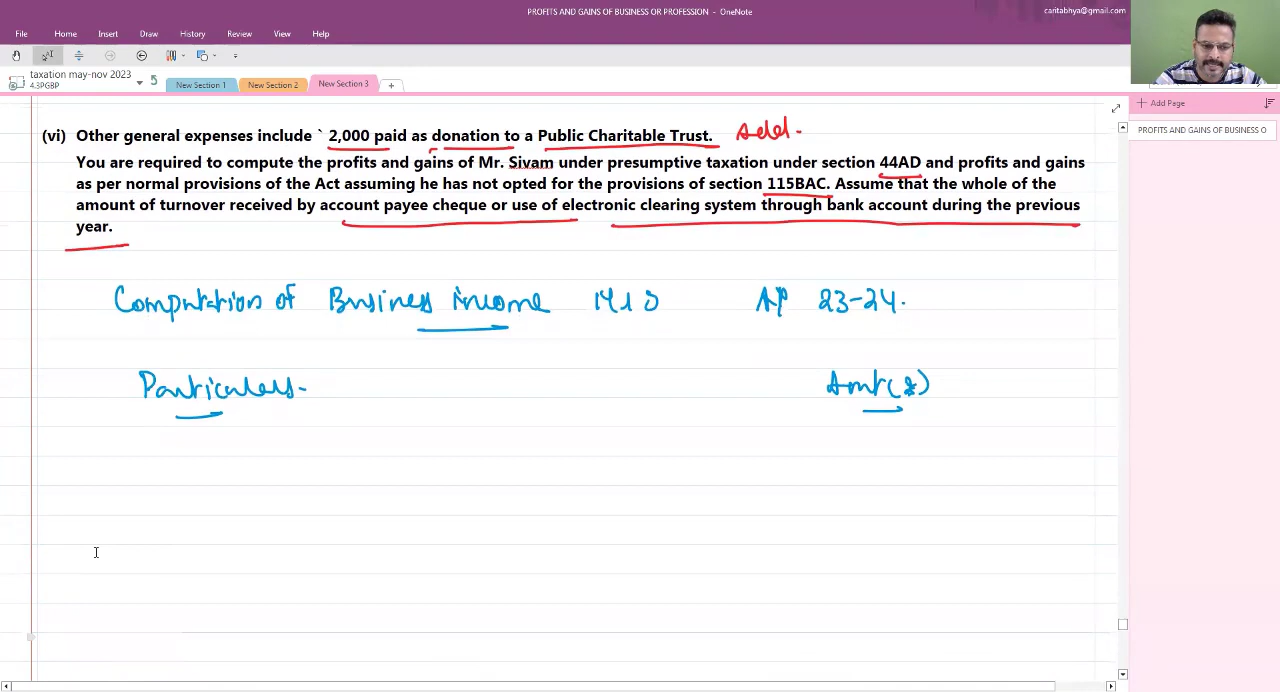 PROFITS AND GAINS OF BUSINESS OR PROFESSION - OneNote
caritabhya@gmail.com
File Home Insert Draw History Review View Help
taxation may-nov 2023
4.3PGBP
New Section 1 New Section 2 New Section 3
Add Page
PROFITS AND GAINS OF BUSINESS O
(vi) Other general expenses include ` 2,000 paid as donation to a Public Charitable Trust. Add.
You are required to compute the profits and gains of Mr. Sivam under presumptive taxation under section 44AD and profits and gains
as per normal provisions of the Act assuming he has not opted for the provisions of section 115BAC. Assume that the whole of the
amount of turnover received by account payee cheque or use of electronic clearing system through bank account during the previous
year.
Computation of Business income AY 23-24.
Particulars. Amt(₹)